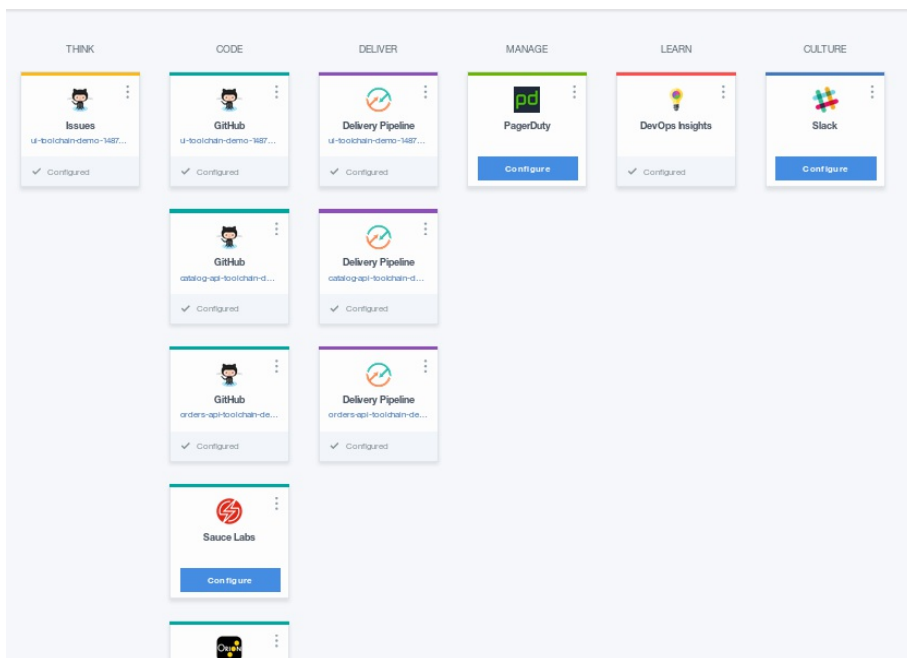 THINK CODE DELIVER MANAGE LEARN CULTURE
pd
Issues GitHub Delivery Pipeline PagerDuty DevOps Insights Slack
ui-toolchain-demo-1487... ui-toolchain-demo-1487... ui-toolchain-demo-1487...
Configured Configured Configured Configure Configured Configure
GitHub Delivery Pipeline
catalog-api-toolchain-d... catalog-api-toolchain-d...
Configured Configured
GitHub Delivery Pipeline
orders-api-toolchain-de... orders-api-toolchain-de...
Configured Configured
Sauce Labs
Configure
ORION